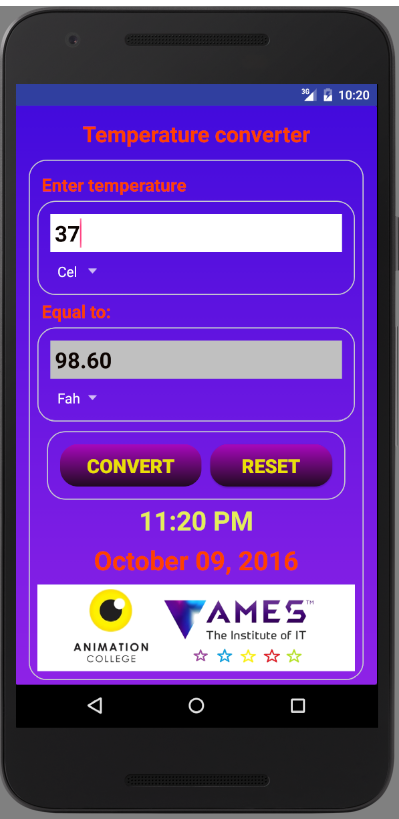 3G 10:20
Temperature converter
Enter temperature
37
Cel
Equal to:
98.60
Fah
CONVERT RESET
11:20 PM
October 09, 2016
AMES™
The Institute of IT
ANIMATION
COLLEGE